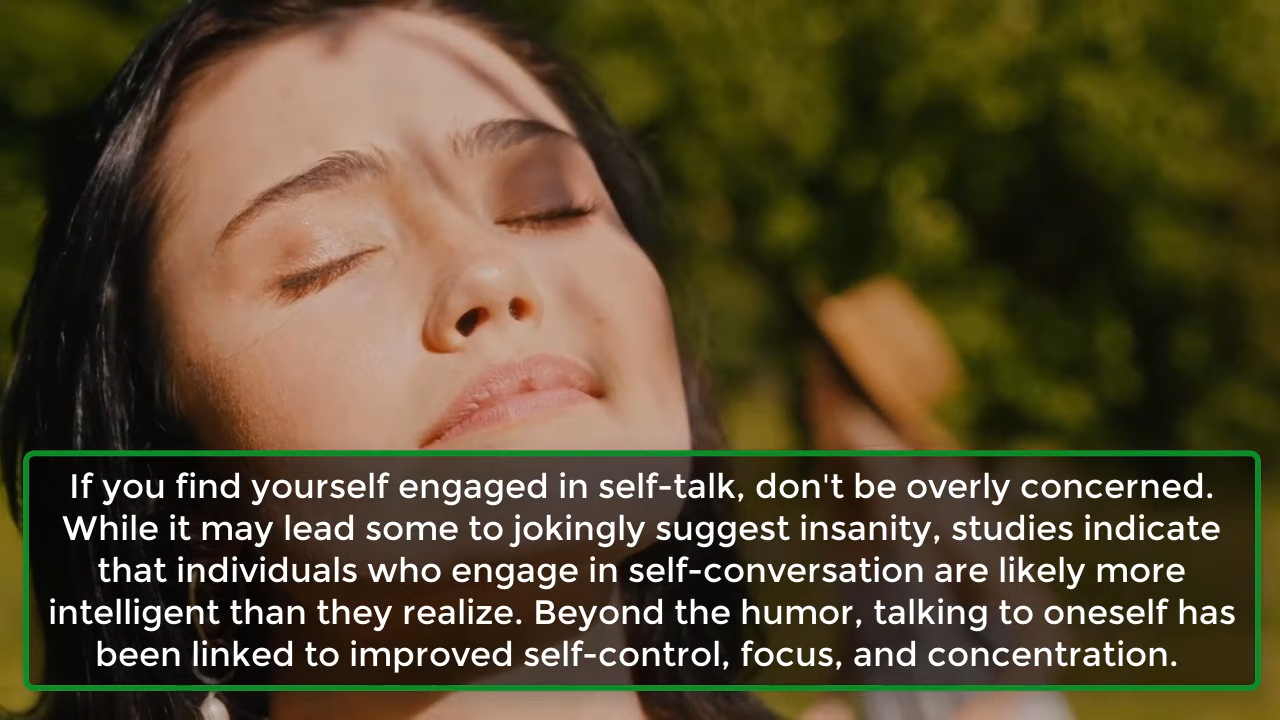 If you find yourself engaged in self-talk, don't be overly concerned.
While it may lead some to jokingly suggest insanity, studies indicate
that individuals who engage in self-conversation are likely more
intelligent than they realize. Beyond the humor, talking to oneself has
been linked to improved self-control, focus, and concentration.